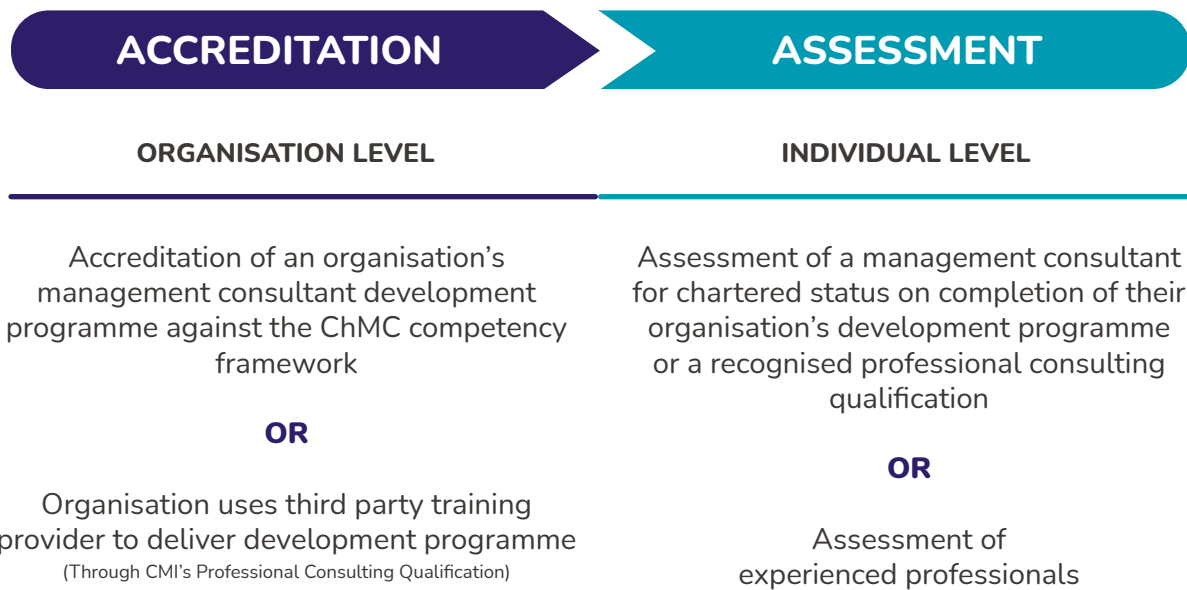 ACCREDITATION
ORGANISATION LEVEL
Accreditation of an organisation’s
management consultant development
programme against the ChMC competency
framework
OR
Organisation uses third party training
provider to deliver development programme
(Through CMI’s Professional Consulting Qualification)
ASSESSMENT
INDIVIDUAL LEVEL
Assessment of a management consultant
for chartered status on completion of their
organisation’s development programme
or a recognised professional consulting
qualification
OR
Assessment of
experienced professionals